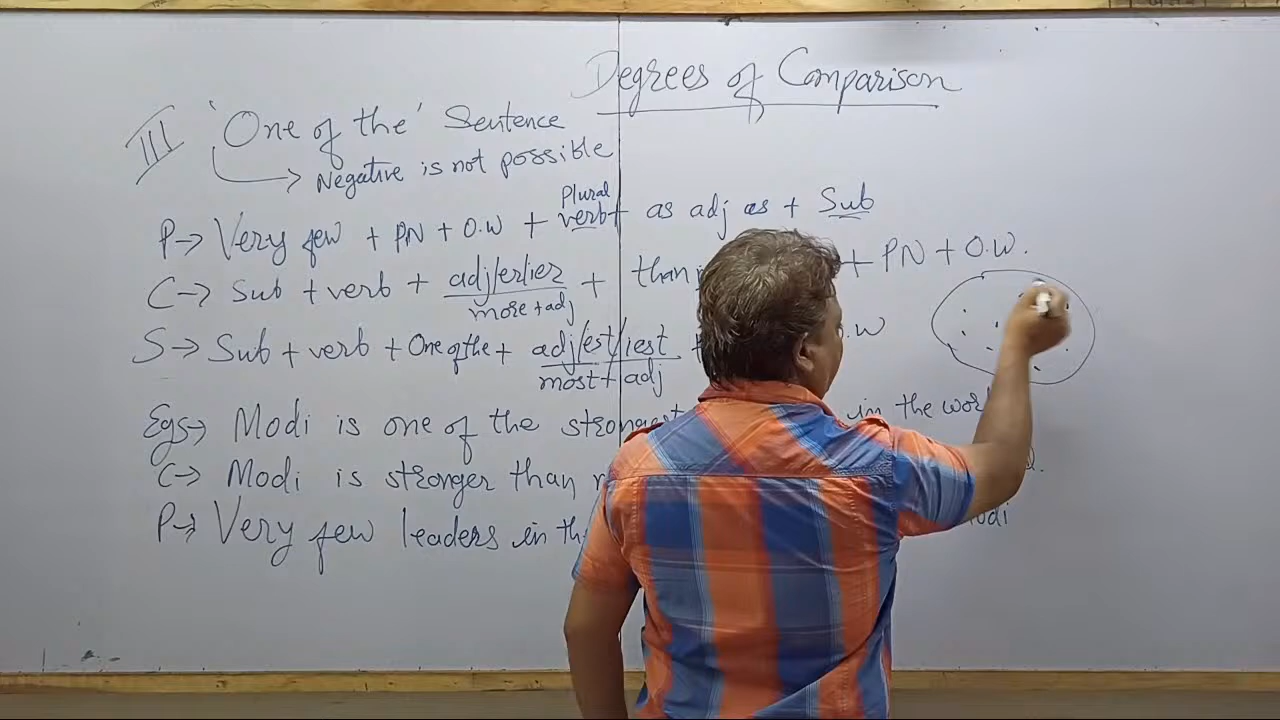 Degrees of Comparison
III 'One of the' Sentence
Negative is not possible
Plural
P→ Very few + PN + O.W + verb + as adj as + Sub
C→ Sub + verb + adj/er/ier + than + PN + O.W.
more + adj
S→ Sub + verb + One of the + adj/est/iest + O.W
most + adj
Egs→ Modi is one of the strongest in the
C→ Modi is stronger than
P→ Very few leaders in Modi